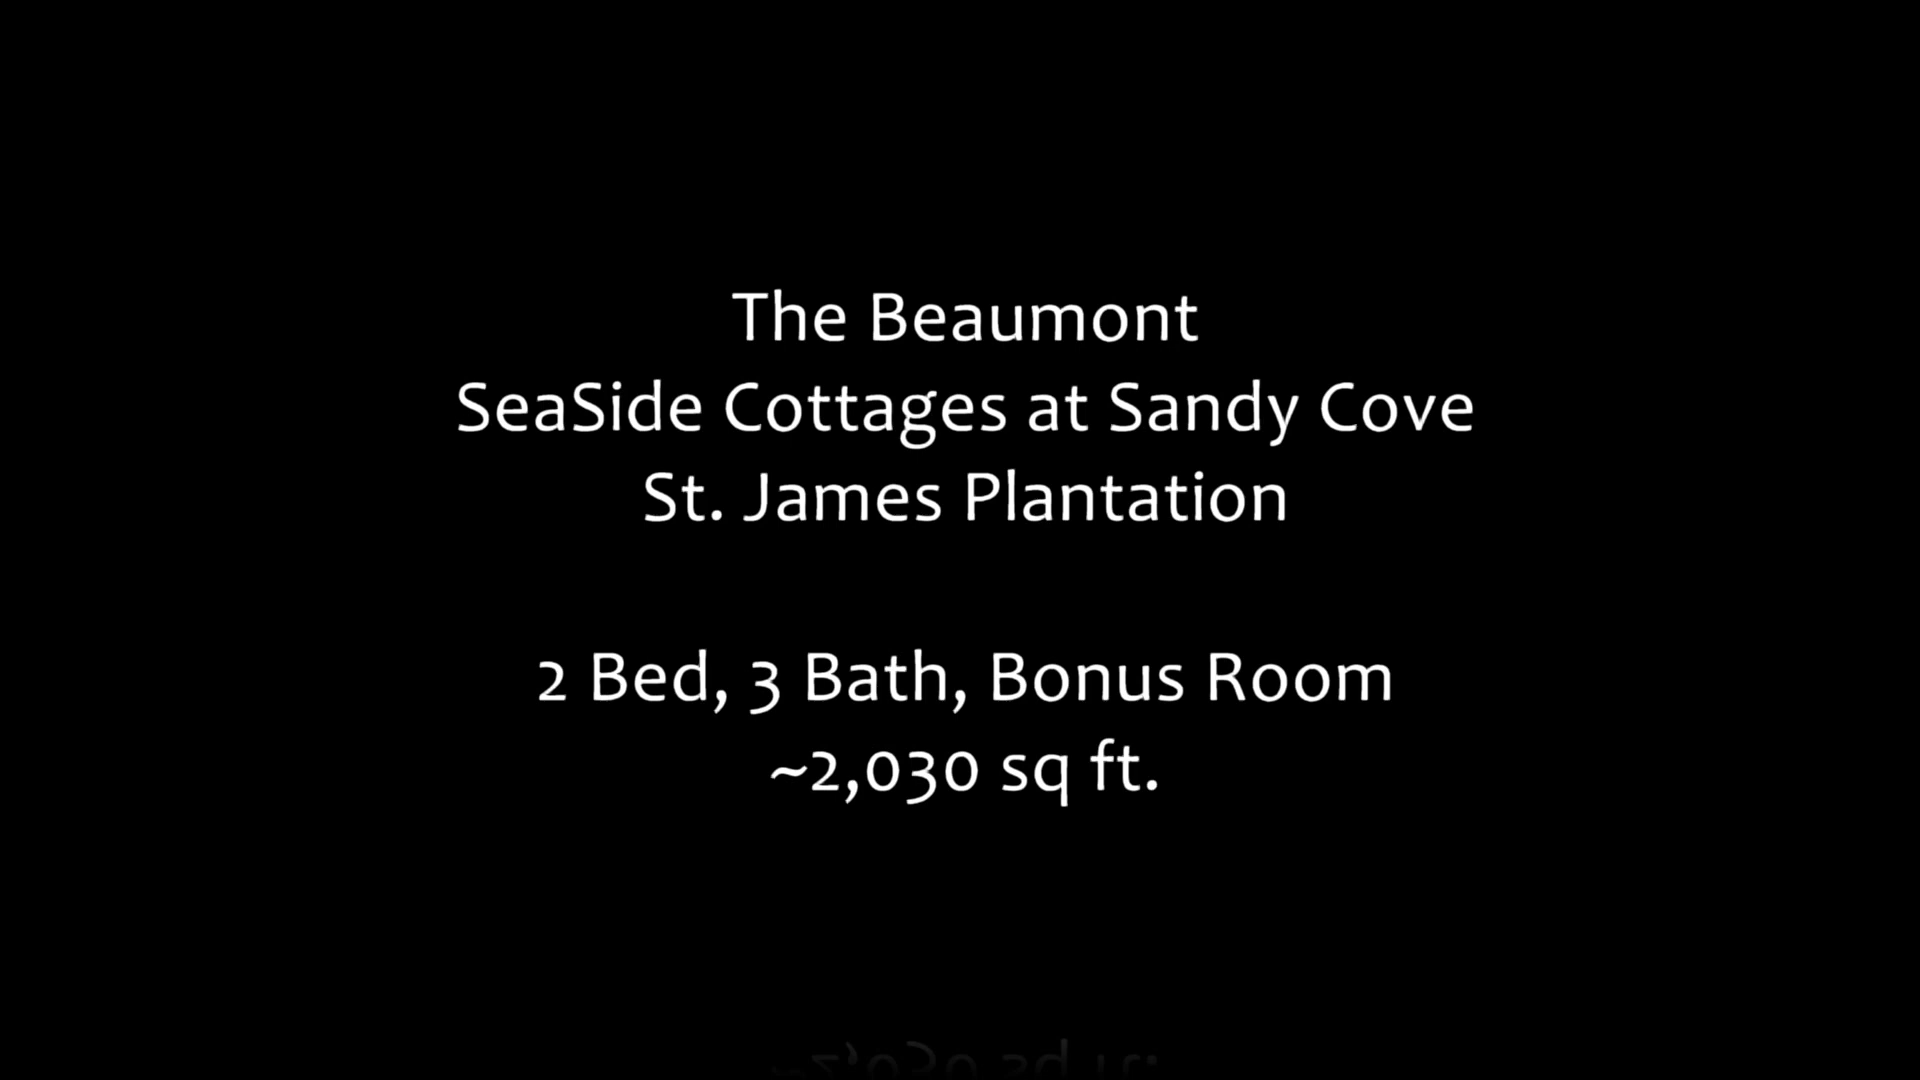 The Beaumont
SeaSide Cottages at Sandy Cove
St. James Plantation
2 Bed, 3 Bath, Bonus Room
~2,030 sq ft.